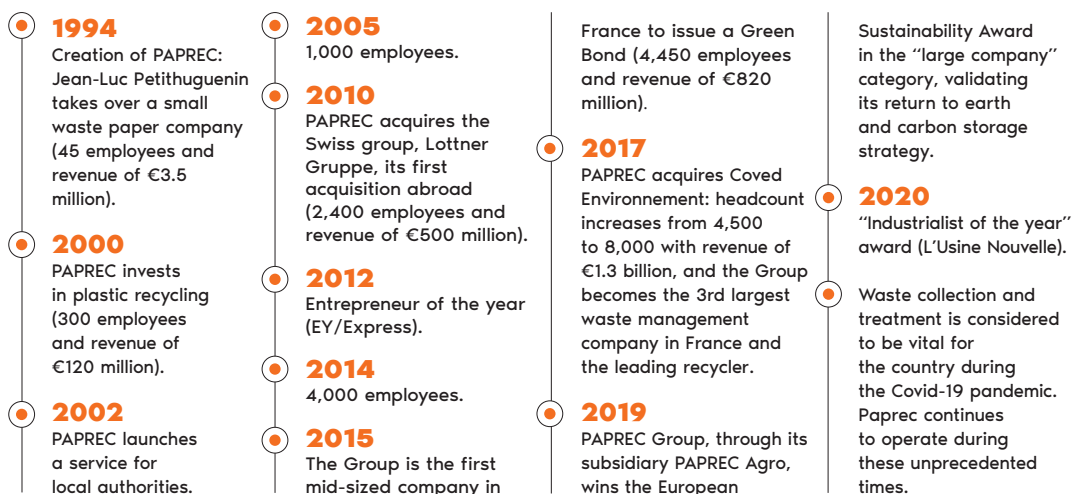 1994
Creation of PAPREC:
Jean-Luc Petithuguenin
takes over a small
waste paper company
(45 employees and
revenue of €3.5
million).
2000
PAPREC invests
in plastic recycling
(300 employees
and revenue of
€120 million).
2002
PAPREC launches
a service for
local authorities.
2005
1,000 employees.
2010
PAPREC acquires the
Swiss group, Lottner
Gruppe, its first
acquisition abroad
(2,400 employees and
revenue of €500 million).
2012
Entrepreneur of the year
(EY/Express).
2014
4,000 employees.
2015
The Group is the first
mid-sized company in
France to issue a Green
Bond (4,450 employees
and revenue of €820
million).
2017
PAPREC acquires Coved
Environnement: headcount
increases from 4,500
to 8,000 with revenue of
€1.3 billion, and the Group
becomes the 3rd largest
waste management
company in France and
the leading recycler.
2019
PAPREC Group, through its
subsidiary PAPREC Agro,
wins the European
Sustainability Award
in the “large company”
category, validating
its return to earth
and carbon storage
strategy.
2020
“Industrialist of the year”
award (L’Usine Nouvelle).
Waste collection and
treatment is considered
to be vital for
the country during
the Covid-19 pandemic.
Paprec continues
to operate during
these unprecedented
times.